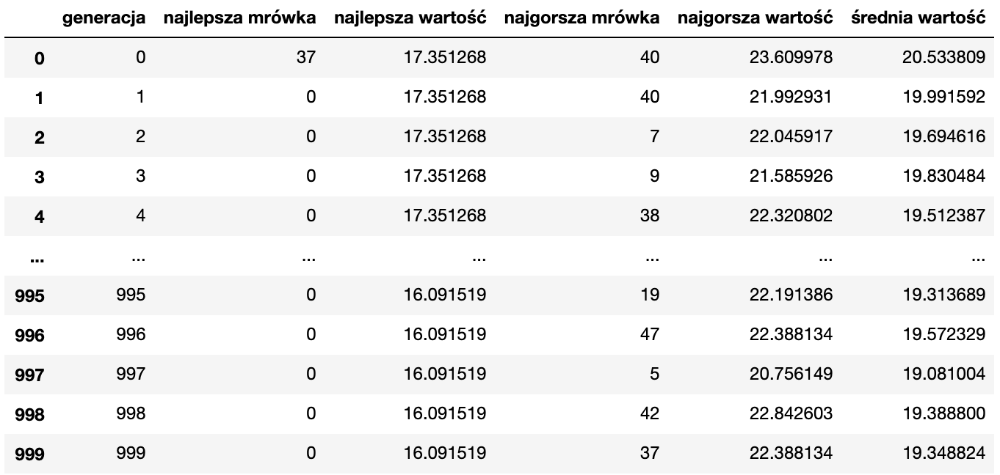 generacja najlepsza mrówka najlepsza wartość najgorsza mrówka najgorsza wartość średnia wartość
0 0 37 17.351268 40 23.609978 20.533809
1 1 0 17.351268 40 21.992931 19.991592
2 2 0 17.351268 7 22.045917 19.694616
3 3 0 17.351268 9 21.585926 19.830484
4 4 0 17.351268 38 22.320802 19.512387
... ... ... ... ... ... ...
995 995 0 16.091519 19 22.191386 19.313689
996 996 0 16.091519 47 22.388134 19.572329
997 997 0 16.091519 5 20.756149 19.081004
998 998 0 16.091519 42 22.842603 19.388800
999 999 0 16.091519 37 22.388134 19.348824